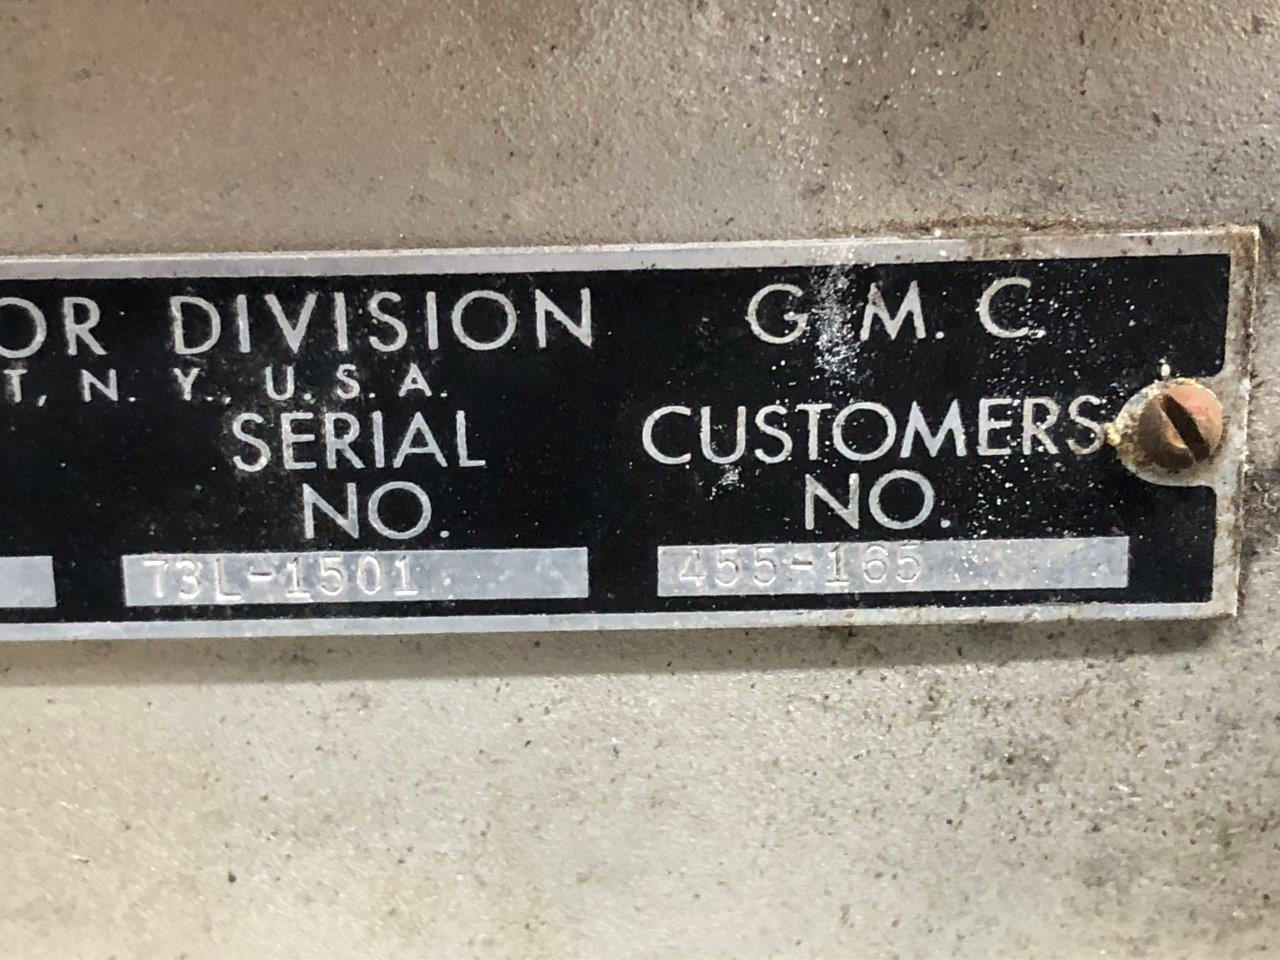 OR DIVISION G. M. C.
T, N. Y., U. S. A.
SERIAL CUSTOMERS
NO. NO.
73L-1501 455-165